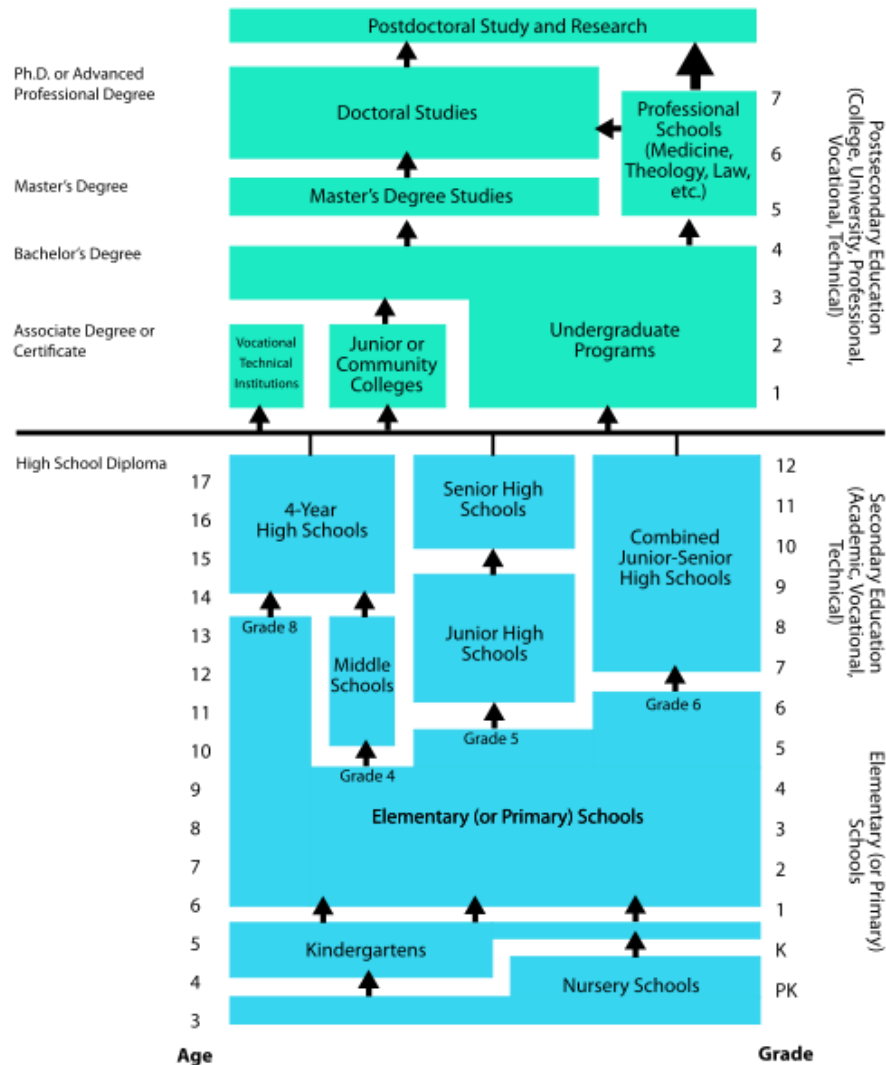 Postdoctoral Study and Research
Ph.D. or Advanced
Professional Degree
Doctoral Studies
Professional
Schools
(Medicine,
Theology, Law,
etc.)
7
6
5
Master's Degree
Master's Degree Studies
Bachelor's Degree
4
3
Associate Degree or
Certificate
Vocational
Technical
Institutions
Junior or
Community
Colleges
Undergraduate
Programs
2
1
Postsecondary Education
(College, University, Professional,
Vocational, Technical)
High School Diploma
17
16
15
14
13
12
11
10
9
8
7
6
5
4
3
Age
4-Year
High Schools
Senior High
Schools
Combined
Junior-Senior
High Schools
Grade 8
Middle
Schools
Junior High
Schools
Grade 4
Grade 5
Grade 6
Elementary (or Primary) Schools
Kindergartens
Nursery Schools
12
11
10
9
8
7
6
5
4
3
2
1
K
PK
Grade
Secondary Education
(Academic, Vocational,
Technical)
Elementary (or Primary)
Schools